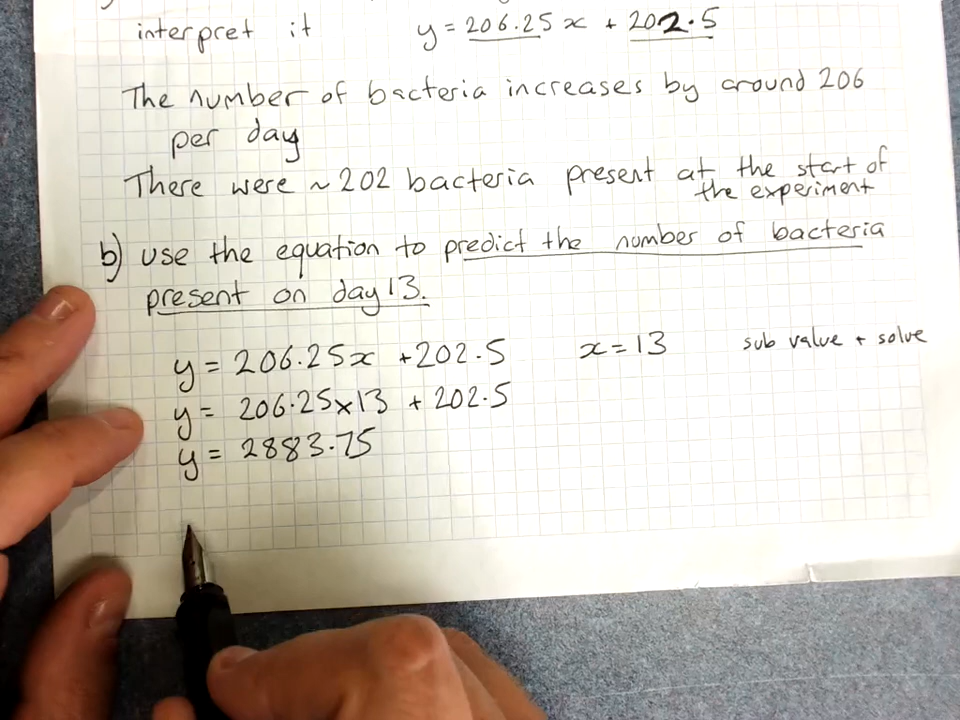 interpret it y = 206.25x + 202.5
The number of bacteria increases by around 206
per day
There were ~ 202 bacteria present at the start of
the experiment
b) use the equation to predict the number of bacteria
present on day 13.
y = 206.25x + 202.5 x = 13 sub value + solve
y = 206.25 × 13 + 202.5
y = 2883.75